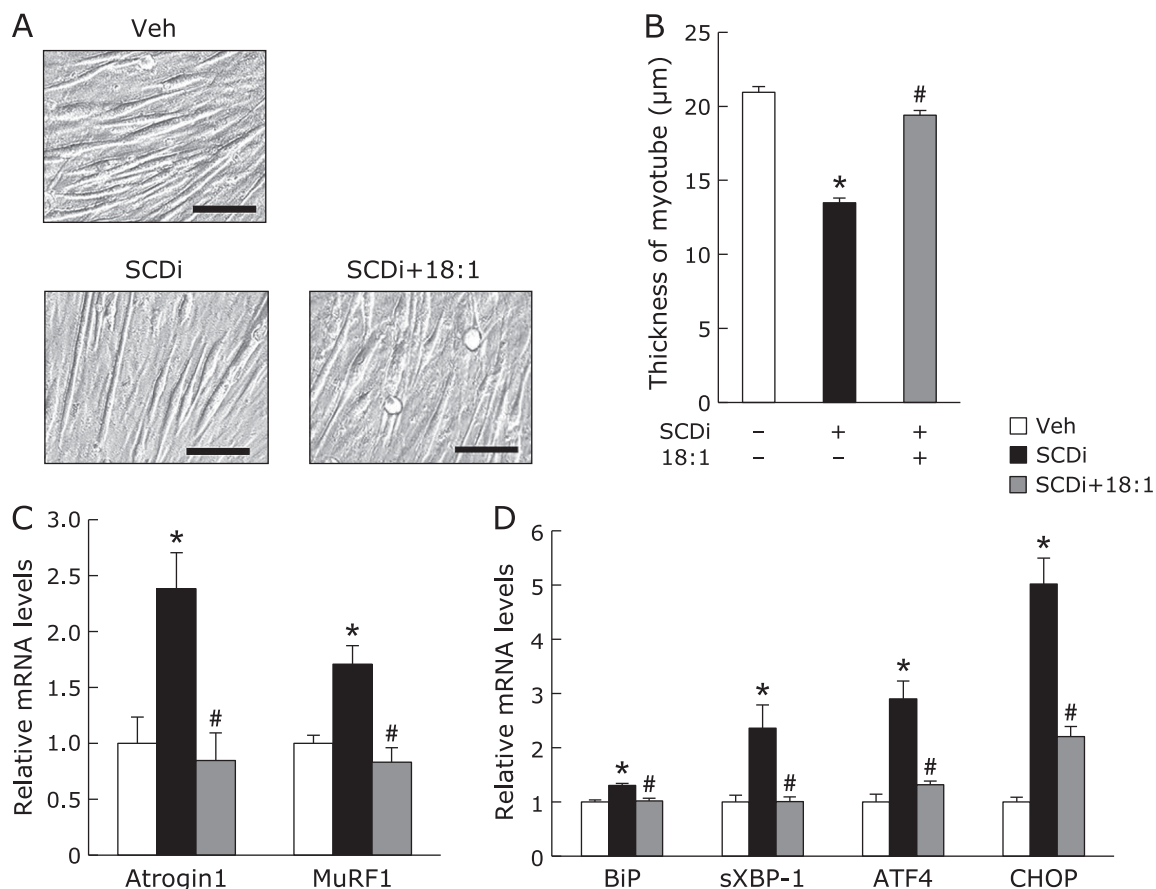 A
Veh
SCDi
SCDi+18:1
B
Thickness of myotube (μm)
25
20
15
10
5
0
*
#
SCDi − + +
18:1 − − +
Veh
SCDi
SCDi+18:1
C
Relative mRNA levels
3.0
2.5
2.0
1.5
1.0
0.5
0
*
#
*
#
Atrogin1 MuRF1
D
Relative mRNA levels
6
5
4
3
2
1
0
*
#
*
#
*
#
*
#
BiP sXBP-1 ATF4 CHOP